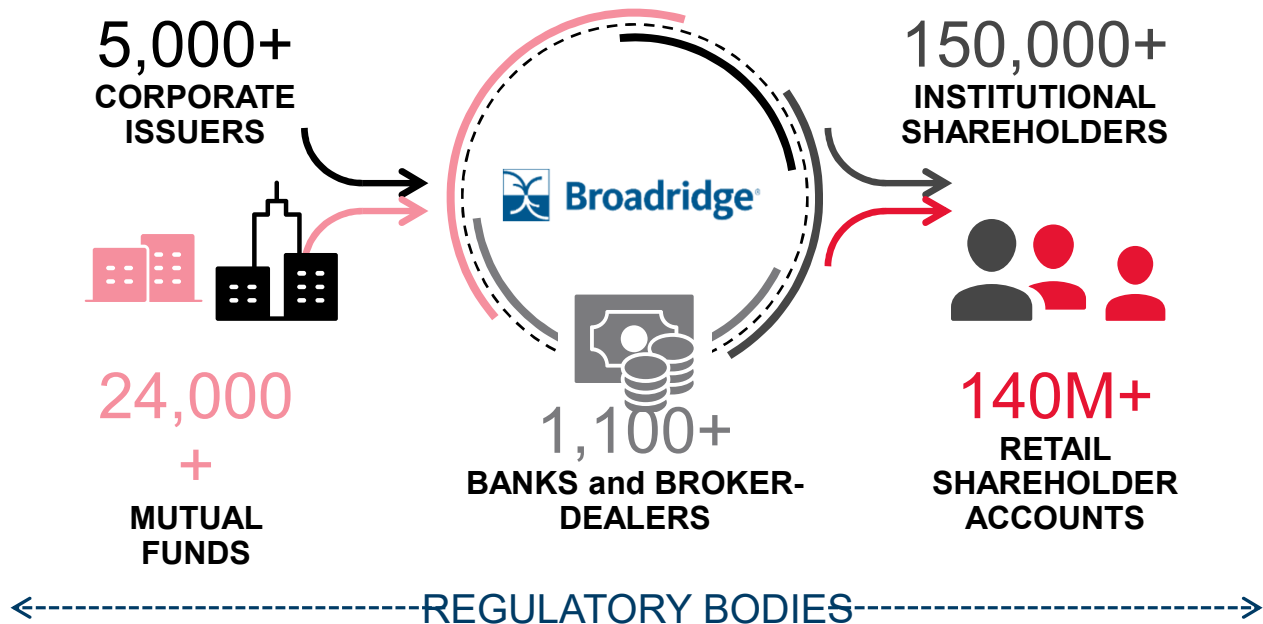 5,000+
CORPORATE
ISSUERS
24,000
+
MUTUAL
FUNDS
Broadridge®
1,100+
BANKS and BROKER-
DEALERS
150,000+
INSTITUTIONAL
SHAREHOLDERS
140M+
RETAIL
SHAREHOLDER
ACCOUNTS
REGULATORY BODIES